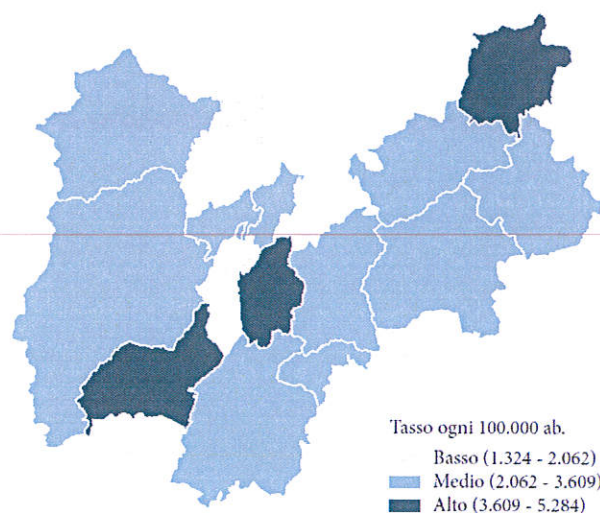 Tasso ogni 100.000 ab.
Basso (1.324 - 2.062)
Medio (2.062 - 3.609)
Alto (3.609 - 5.284)